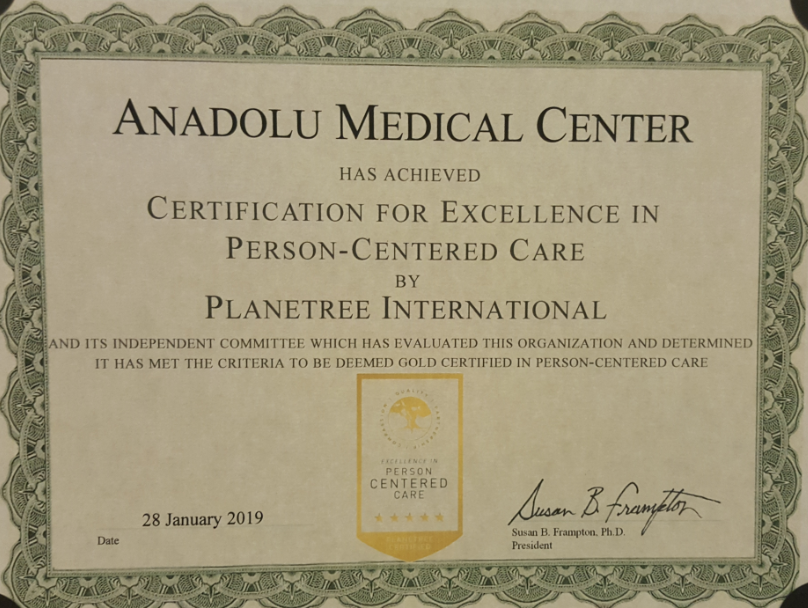 ANADOLU MEDICAL CENTER
HAS ACHIEVED
CERTIFICATION FOR EXCELLENCE IN
PERSON-CENTERED CARE
BY
PLANETREE INTERNATIONAL
AND ITS INDEPENDENT COMMITTEE WHICH HAS EVALUATED THIS ORGANIZATION AND DETERMINED
IT HAS MET THE CRITERIA TO BE DEEMED GOLD CERTIFIED IN PERSON-CENTERED CARE
EXCELLENCE IN
PERSON
CENTERED
CARE
28 January 2019
Date
Susan B. Frampton
Susan B. Frampton, Ph.D.
President